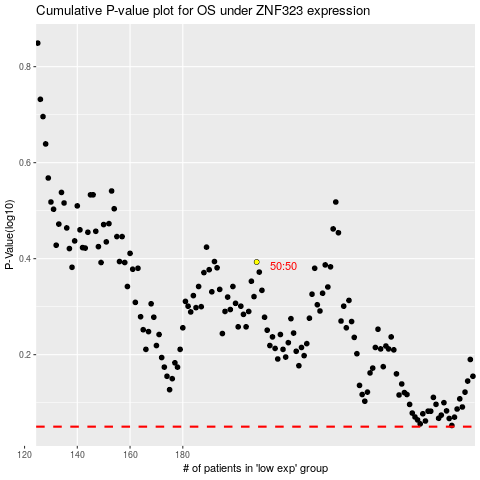 Cumulative P-value plot for OS under ZNF323 expression
P-Value(log10)
0.8
0.6
0.4
0.2
50:50
120 140 160 180
# of patients in 'low exp' group